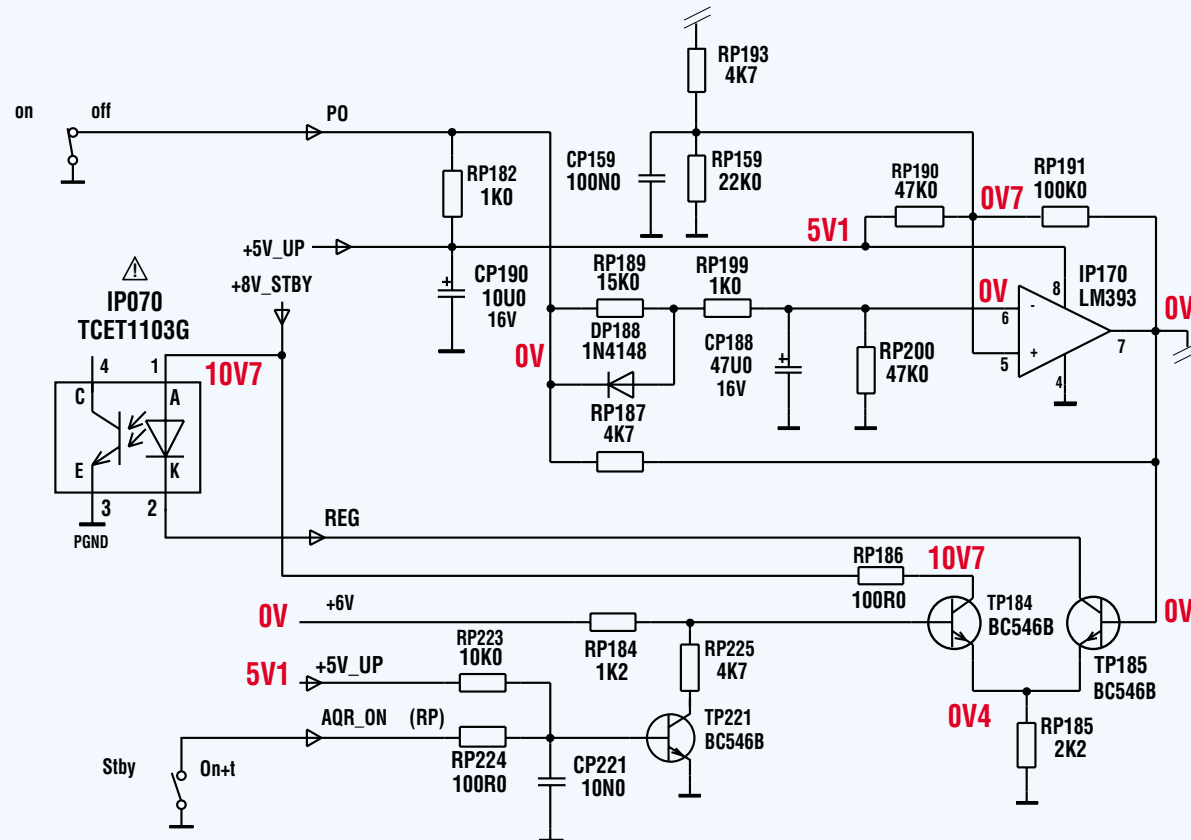 RP193
4K7
on
off
PO
CP159
100N0
RP159
22K0
RP182
1K0
RP190
47K0
RP191
100K0
0V7
5V1
+5V_UP
+8V_STBY
IP070
TCET1103G
CP190
10U0
16V
+
RP189
15K0
RP199
1K0
DP188
1N4148
0V
CP188
47U0
16V
+
RP200
47K0
0V
IP170
LM393
8
6
-
5
+
4
7
0V
10V7
4
1
C
A
E
K
3
2
PGND
RP187
4K7
REG
RP186
100R0
10V7
0V
+6V
RP184
1K2
TP184
BC546B
0V
TP185
BC546B
RP223
10K0
5V1
+5V_UP
RP225
4K7
AQR_ON (RP)
RP224
100R0
TP221
BC546B
0V4
RP185
2K2
Stby
On+t
CP221
10N0